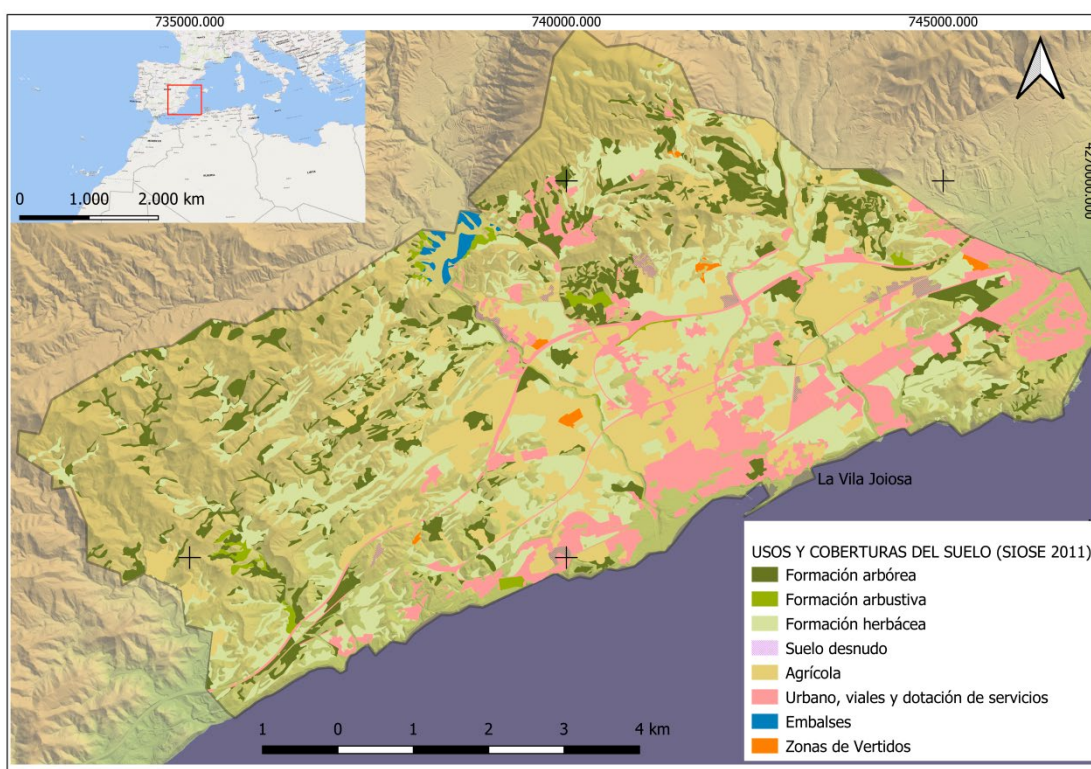 735000.000
740000.000
745000.000
0 1.000 2.000 km
La Vila Joiosa
USOS Y COBERTURAS DEL SUELO (SIOSE 2011)
Formación arbórea
Formación arbustiva
Formación herbácea
Suelo desnudo
Agrícola
Urbano, viales y dotación de servicios
Embalses
Zonas de Vertidos
1 0 1 2 3 4 km